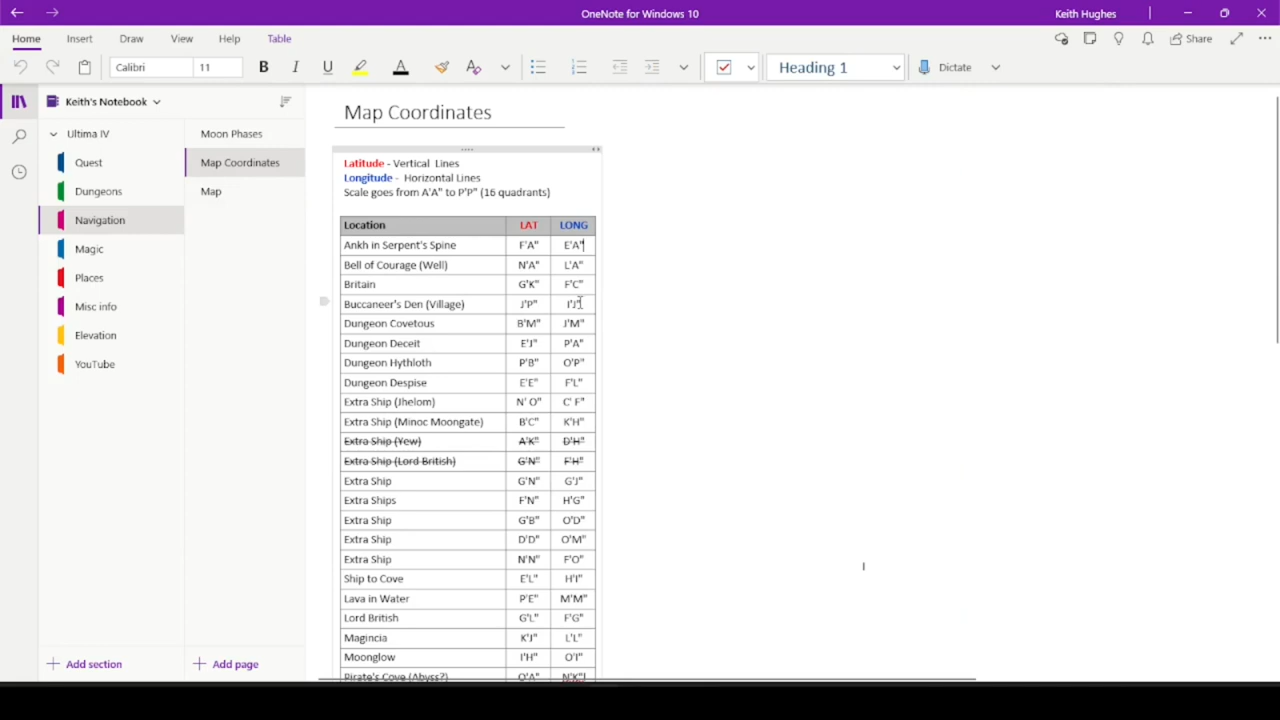 OneNote for Windows 10
Keith Hughes
Home Insert Draw View Help Table
Share
Calibri 11 B I U Heading 1 Dictate
Keith's Notebook
Ultima IV
Quest
Dungeons
Navigation
Magic
Places
Misc info
Elevation
YouTube
Add section
Moon Phases
Map Coordinates
Map
Add page
Map Coordinates
Latitude - Vertical Lines
Longitude - Horizontal Lines
Scale goes from A'A" to P'P" (16 quadrants)
Location LAT LONG
Ankh in Serpent's Spine F'A" E'A"
Bell of Courage (Well) N'A" L'A"
Britain G'K" F'C"
Buccaneer's Den (Village) J'P" I'J"
Dungeon Covetous B'M" J'M"
Dungeon Deceit E'J" P'A"
Dungeon Hythloth P'B" O'P"
Dungeon Despise E'E" F'L"
Extra Ship (Jhelom) N' O" C' F"
Extra Ship (Minoc Moongate) B'C" K'H"
Extra Ship (Yew) A'K" D'H"
Extra Ship (Lord British) G'N" F'H"
Extra Ship G'N" G'J"
Extra Ships F'N" H'G"
Extra Ship G'B" O'D"
Extra Ship D'D" O'M"
Extra Ship N'N" F'O"
Ship to Cove E'L" H'I"
Lava in Water P'E" M'M"
Lord British G'L" F'G"
Magincia K'J" L'L"
Moonglow I'H" O'I"
Pirate's Cove (Abyss?) O'A" N'K"